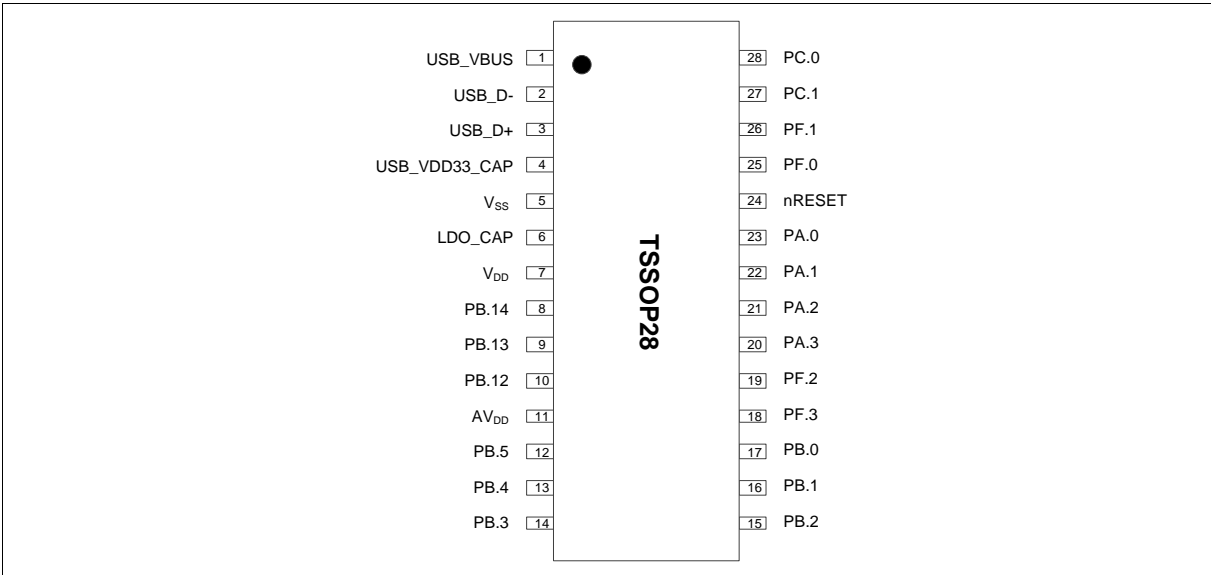 USB_VBUS 1 28 PC.0
USB_D- 2 27 PC.1
USB_D+ 3 26 PF.1
USB_VDD33_CAP 4 25 PF.0
VSS 5 24 nRESET
LDO_CAP 6 23 PA.0
VDD 7 22 PA.1
PB.14 8 21 PA.2
PB.13 9 20 PA.3
PB.12 10 19 PF.2
AVDD 11 18 PF.3
PB.5 12 17 PB.0
PB.4 13 16 PB.1
PB.3 14 15 PB.2
TSSOP28